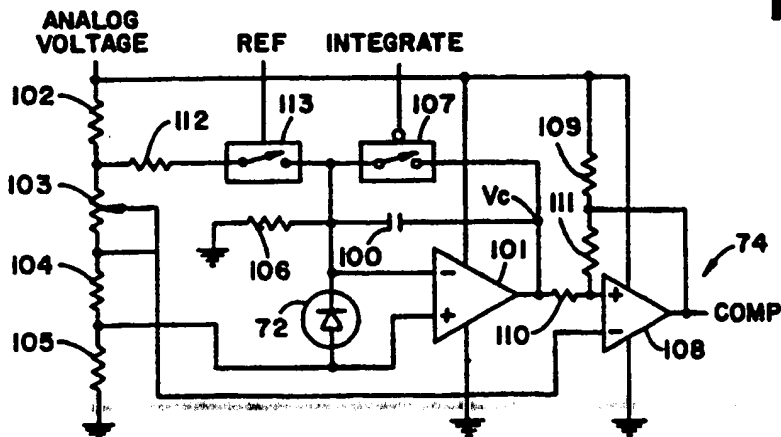 ANALOG
VOLTAGE REF INTEGRATE
102 112 113 107 109
103 Vc 111
106 100 101 74
104
72 COMP
105 110 108
+ - + -